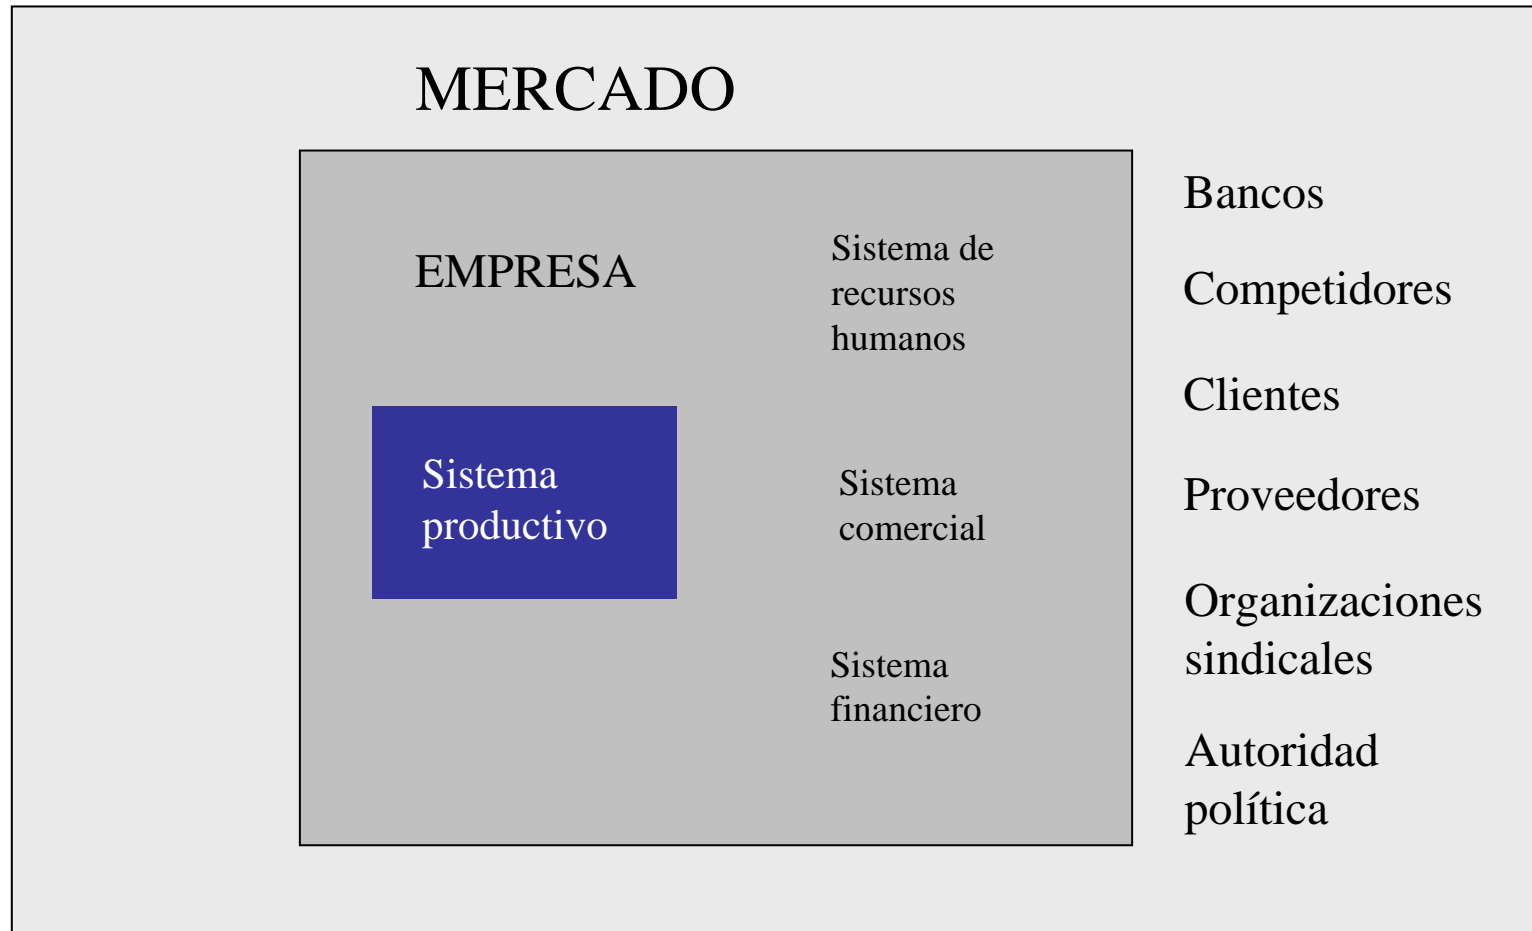 MERCADO
EMPRESA
Sistema
productivo
Sistema de
recursos
humanos
Sistema
comercial
Sistema
financiero
Bancos
Competidores
Clientes
Proveedores
Organizaciones
sindicales
Autoridad
política